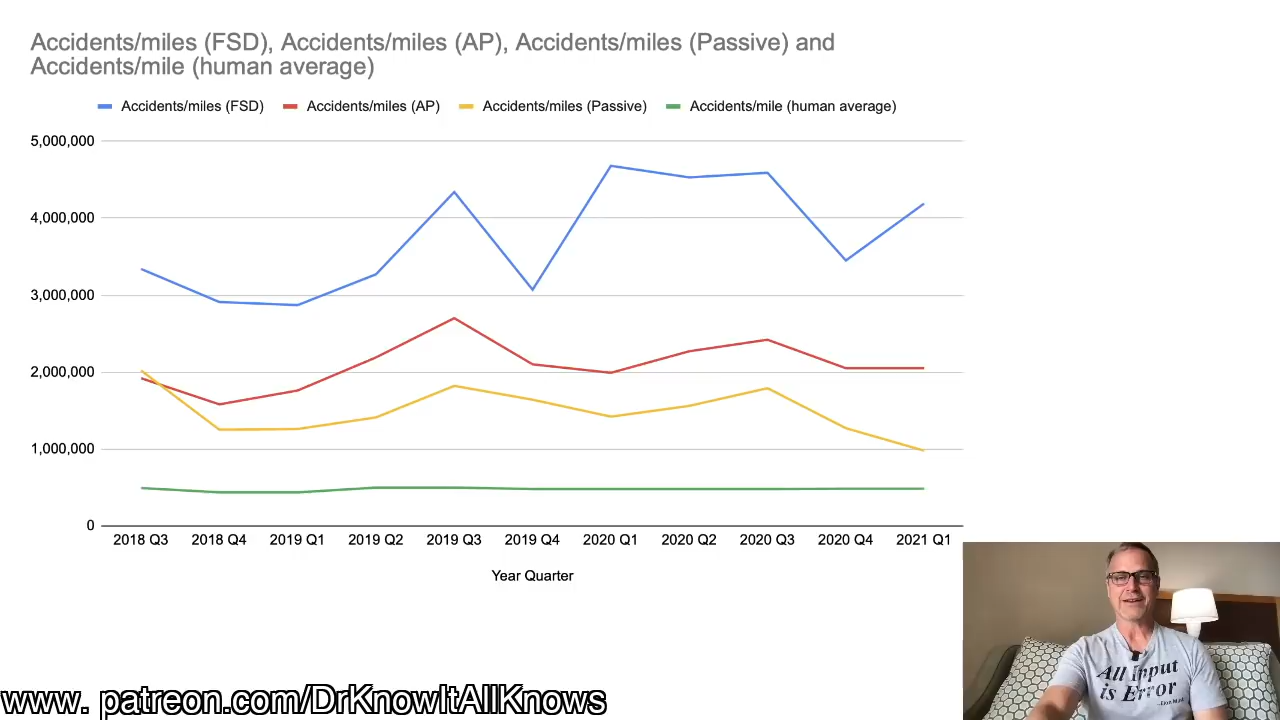 Accidents/miles (FSD), Accidents/miles (AP), Accidents/miles (Passive) and
Accidents/mile (human average)
Accidents/miles (FSD) Accidents/miles (AP) Accidents/miles (Passive) Accidents/mile (human average)
5,000,000
4,000,000
3,000,000
2,000,000
1,000,000
0
2018 Q3 2018 Q4 2019 Q1 2019 Q2 2019 Q3 2019 Q4 2020 Q1 2020 Q2 2020 Q3 2020 Q4 2021 Q1
Year Quarter
All Input
is Error
www. patreon.com/DrKnowItAllKnows